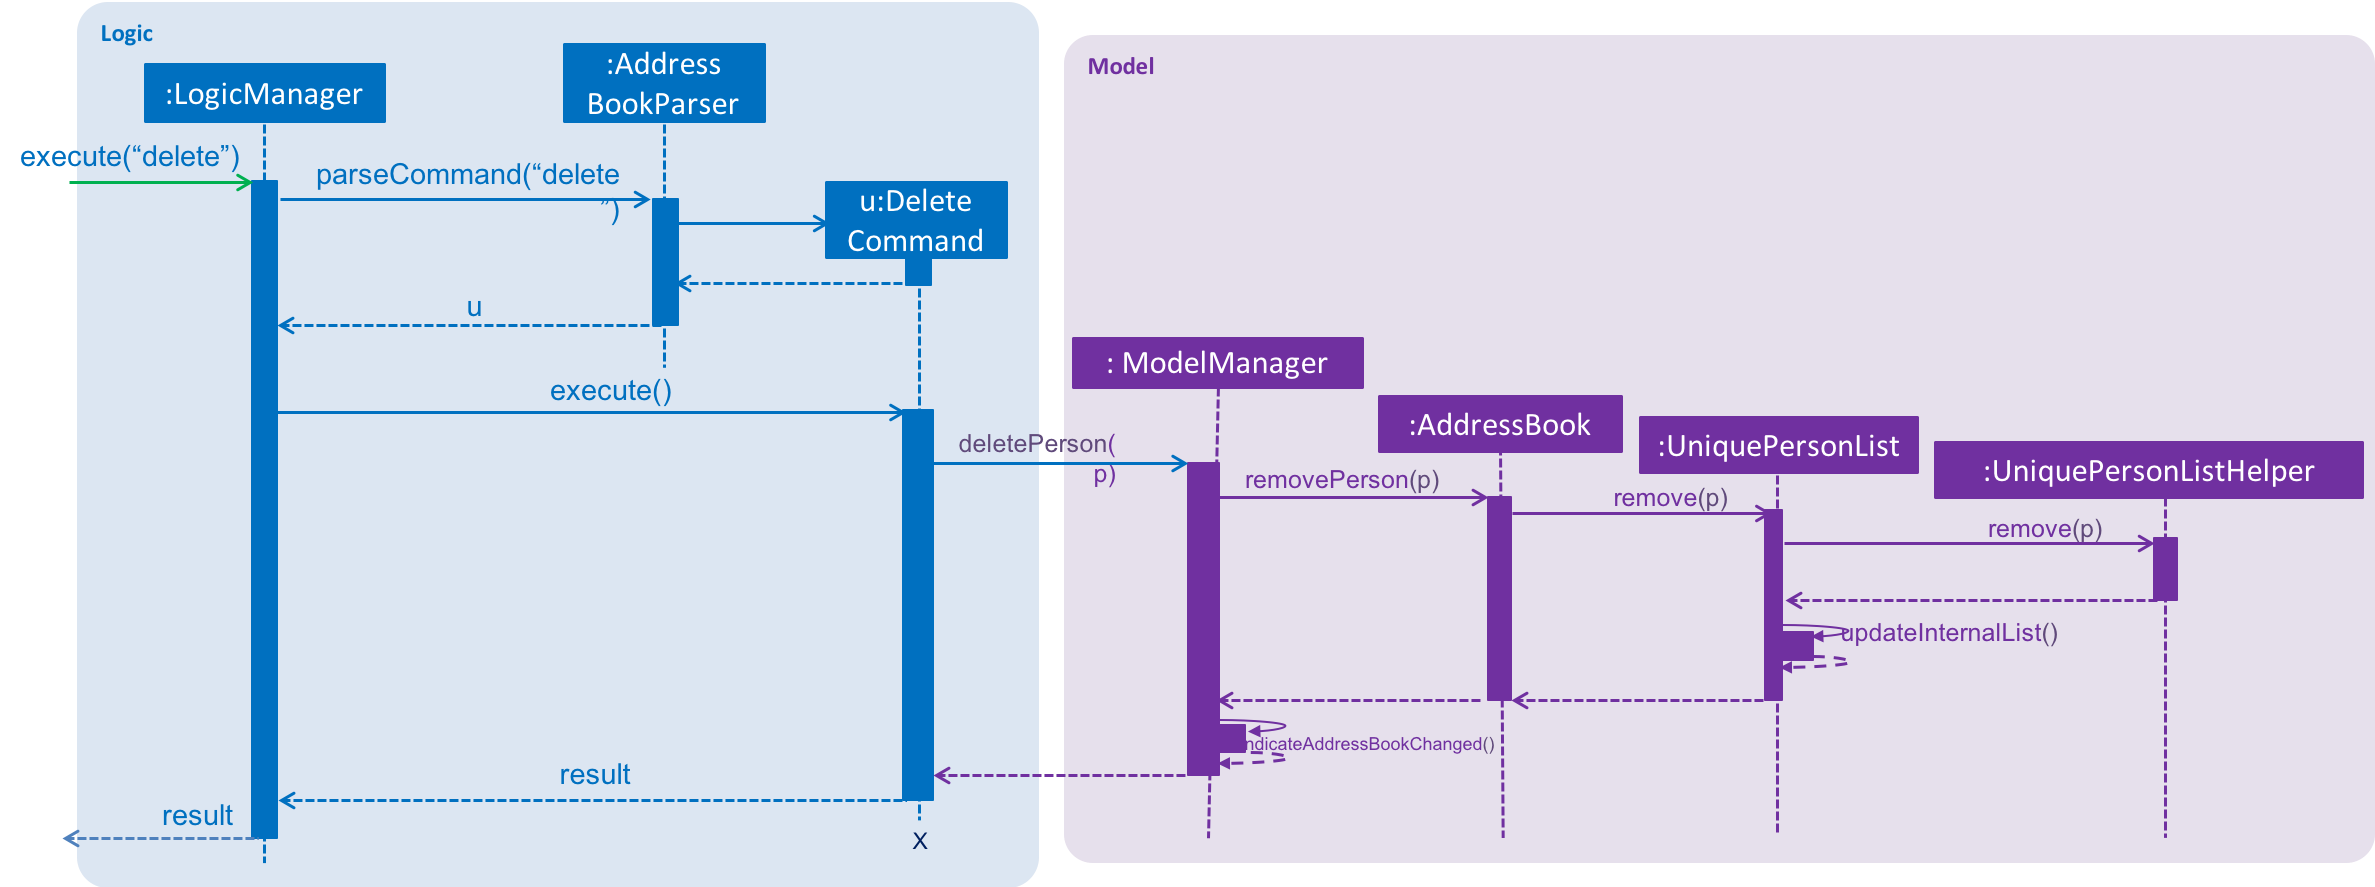 Logic
:LogicManager
:Address
BookParser
execute(“delete”)
parseCommand(“delete
”)
u:Delete
Command
u
execute()
result
result
X
Model
: ModelManager
:AddressBook
:UniquePersonList
:UniquePersonListHelper
deletePerson(
p)
removePerson(p)
remove(p)
remove(p)
updateInternalList()
indicateAddressBookChanged()